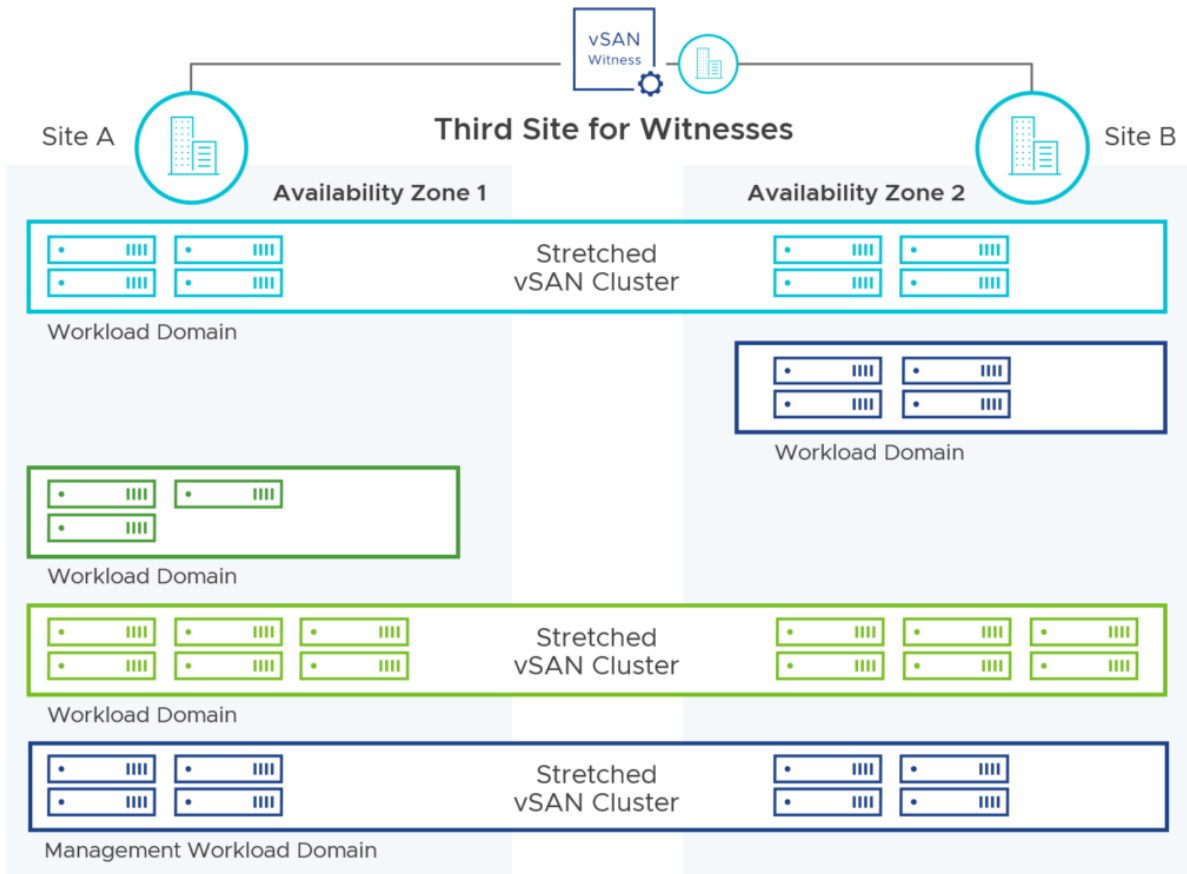 vSAN
Witness
Site A
Third Site for Witnesses
Site B
Availability Zone 1
Availability Zone 2
Stretched
vSAN Cluster
Workload Domain
Workload Domain
Workload Domain
Stretched
vSAN Cluster
Workload Domain
Stretched
vSAN Cluster
Management Workload Domain